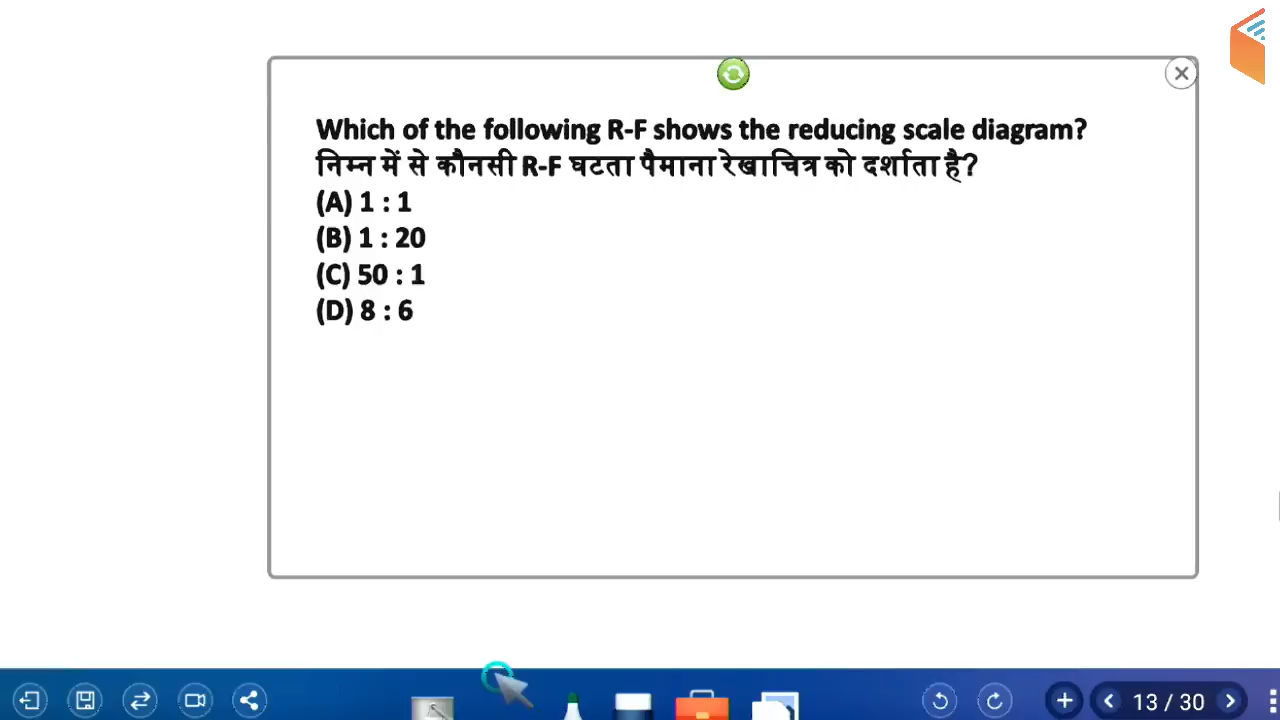 Which of the following R-F shows the reducing scale diagram?
निम्न में से कौनसी R-F घटता पैमाना रेखाचित्र को दर्शाता है?
(A) 1 : 1
(B) 1 : 20
(C) 50 : 1
(D) 8 : 6
13 / 30